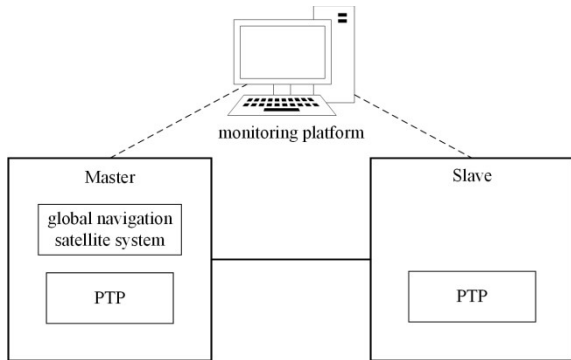 monitoring platform
Master
global navigation
satellite system
PTP
Slave
PTP